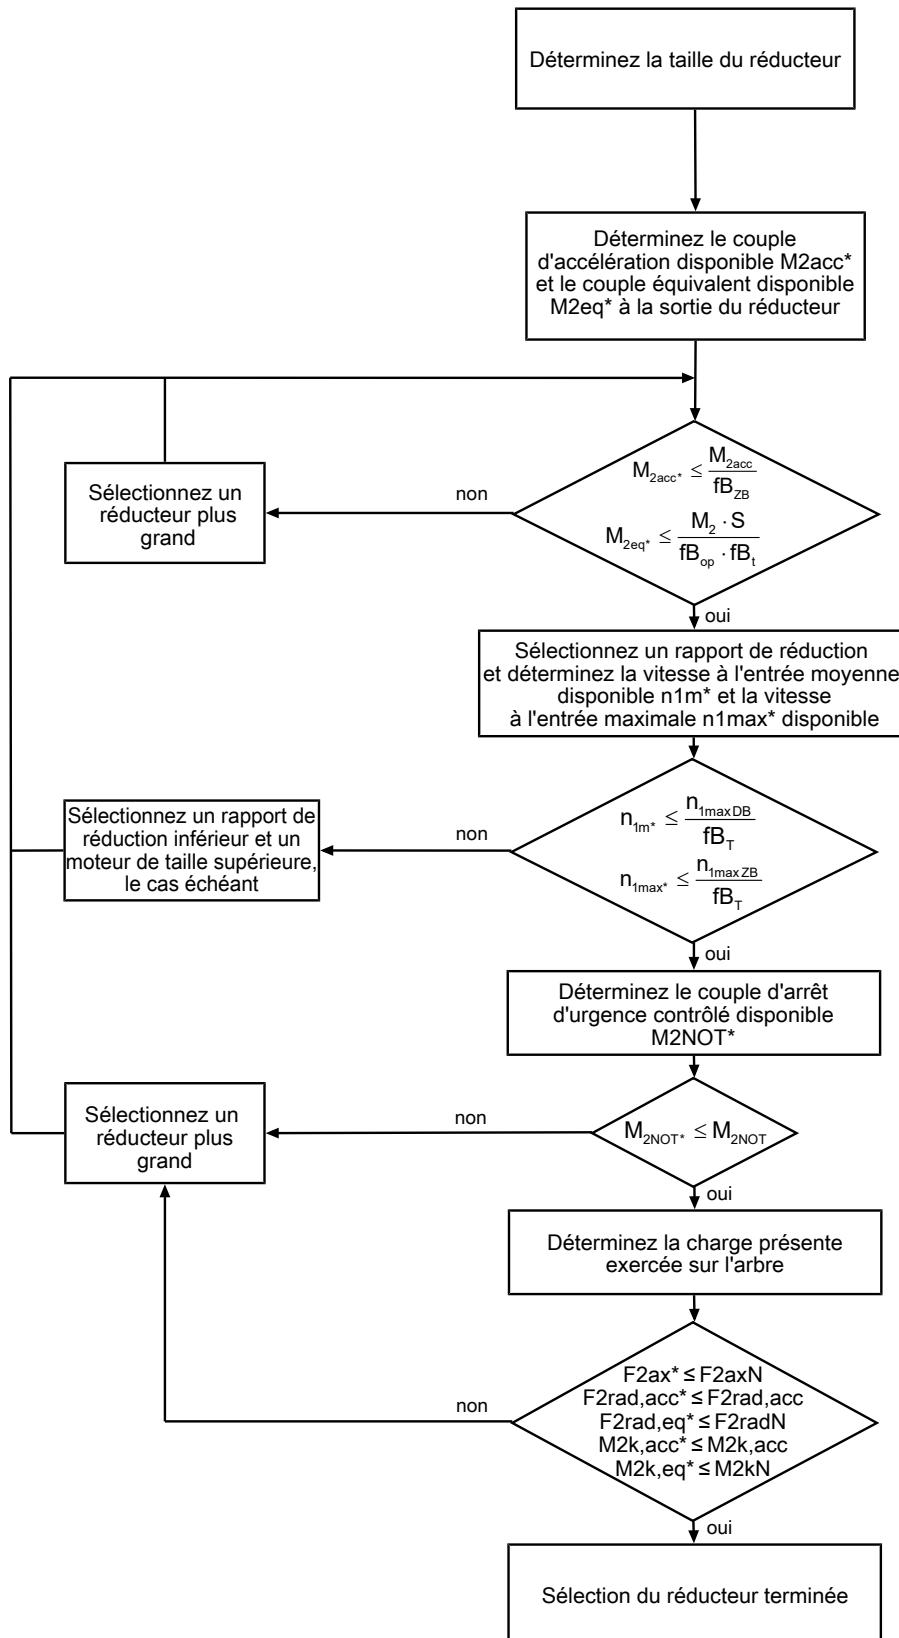 Déterminez la taille du réducteur
Déterminez le couple
d'accélération disponible M2acc*
et le couple équivalent disponible
M2eq* à la sortie du réducteur
M2acc* ≤ M2acc / fBZB
M2eq* ≤ M2 · S / fBop · fBt
non
Sélectionnez un
réducteur plus
grand
oui
Sélectionnez un rapport de réduction
et déterminez la vitesse à l'entrée moyenne
disponible n1m* et la vitesse
à l'entrée maximale n1max* disponible
n1m* ≤ n1maxDB / fBT
n1max* ≤ n1maxZB / fBT
non
Sélectionnez un rapport de
réduction inférieur et un
moteur de taille supérieure,
le cas échéant
oui
Déterminez le couple d'arrêt
d'urgence contrôlé disponible
M2NOT*
M2NOT* ≤ M2NOT
non
Sélectionnez un
réducteur plus
grand
oui
Déterminez la charge présente
exercée sur l'arbre
F2ax* ≤ F2axN
F2rad,acc* ≤ F2rad,acc
F2rad,eq* ≤ F2radN
M2k,acc* ≤ M2k,acc
M2k,eq* ≤ M2kN
non
oui
Sélection du réducteur terminée